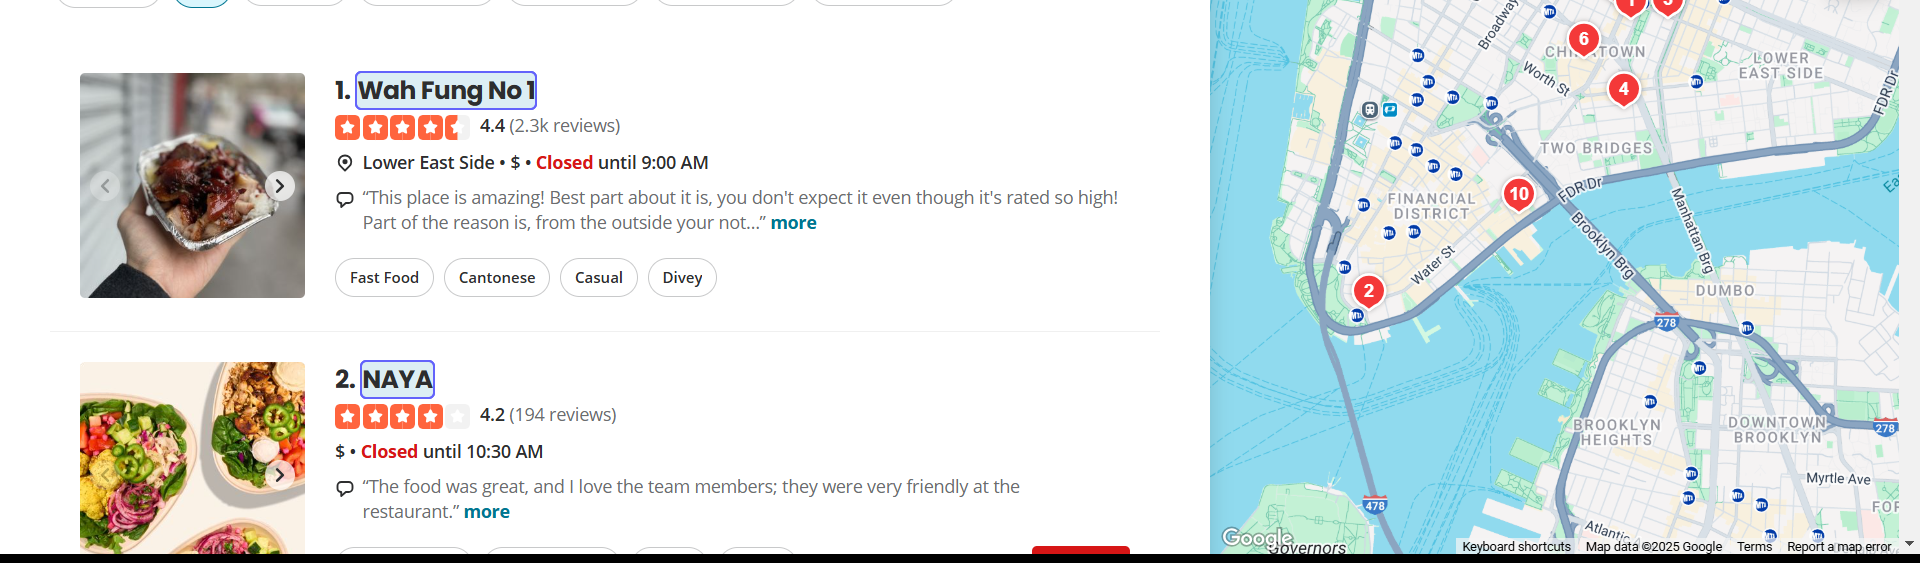 1. Wah Fung No 1
4.4 (2.3k reviews)
Lower East Side • $ • Closed until 9:00 AM
“This place is amazing! Best part about it is, you don't expect it even though it's rated so high!
Part of the reason is, from the outside your not...” more
Fast Food Cantonese Casual Divey
2. NAYA
4.2 (194 reviews)
$ • Closed until 10:30 AM
“The food was great, and I love the team members; they were very friendly at the
restaurant.” more
Broadway
6
CHINATOWN
LOWER
EAST SIDE
Worth St
4
FDR Dr
TWO BRIDGES
10
FDR Dr
FINANCIAL
DISTRICT
Manhattan Brg
Brooklyn Brg
Water St
2
DUMBO
278
BROOKLYN
HEIGHTS
DOWNTOWN
BROOKLYN
278
Myrtle Ave
478
Atlantic
Google
Governors
Keyboard shortcuts Map data ©2025 Google Terms Report a map error